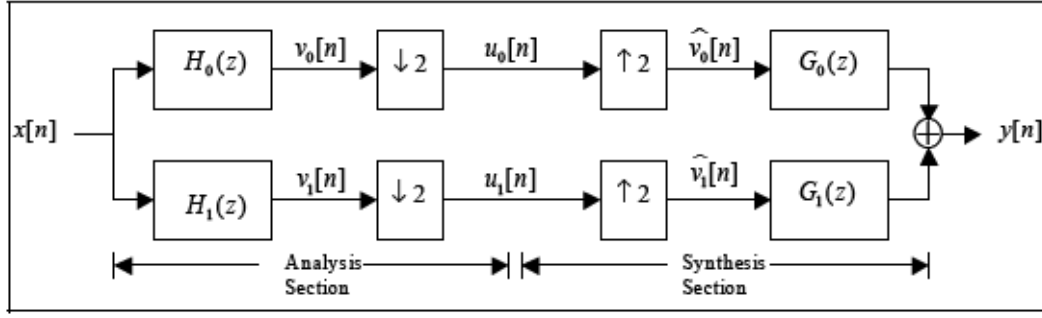 H₀(z) v₀[n] ↓2 u₀[n] ↑2 v̂₀[n] G₀(z)
x[n] y[n]
H₁(z) v₁[n] ↓2 u₁[n] ↑2 v̂₁[n] G₁(z)
Analysis Synthesis
Section Section